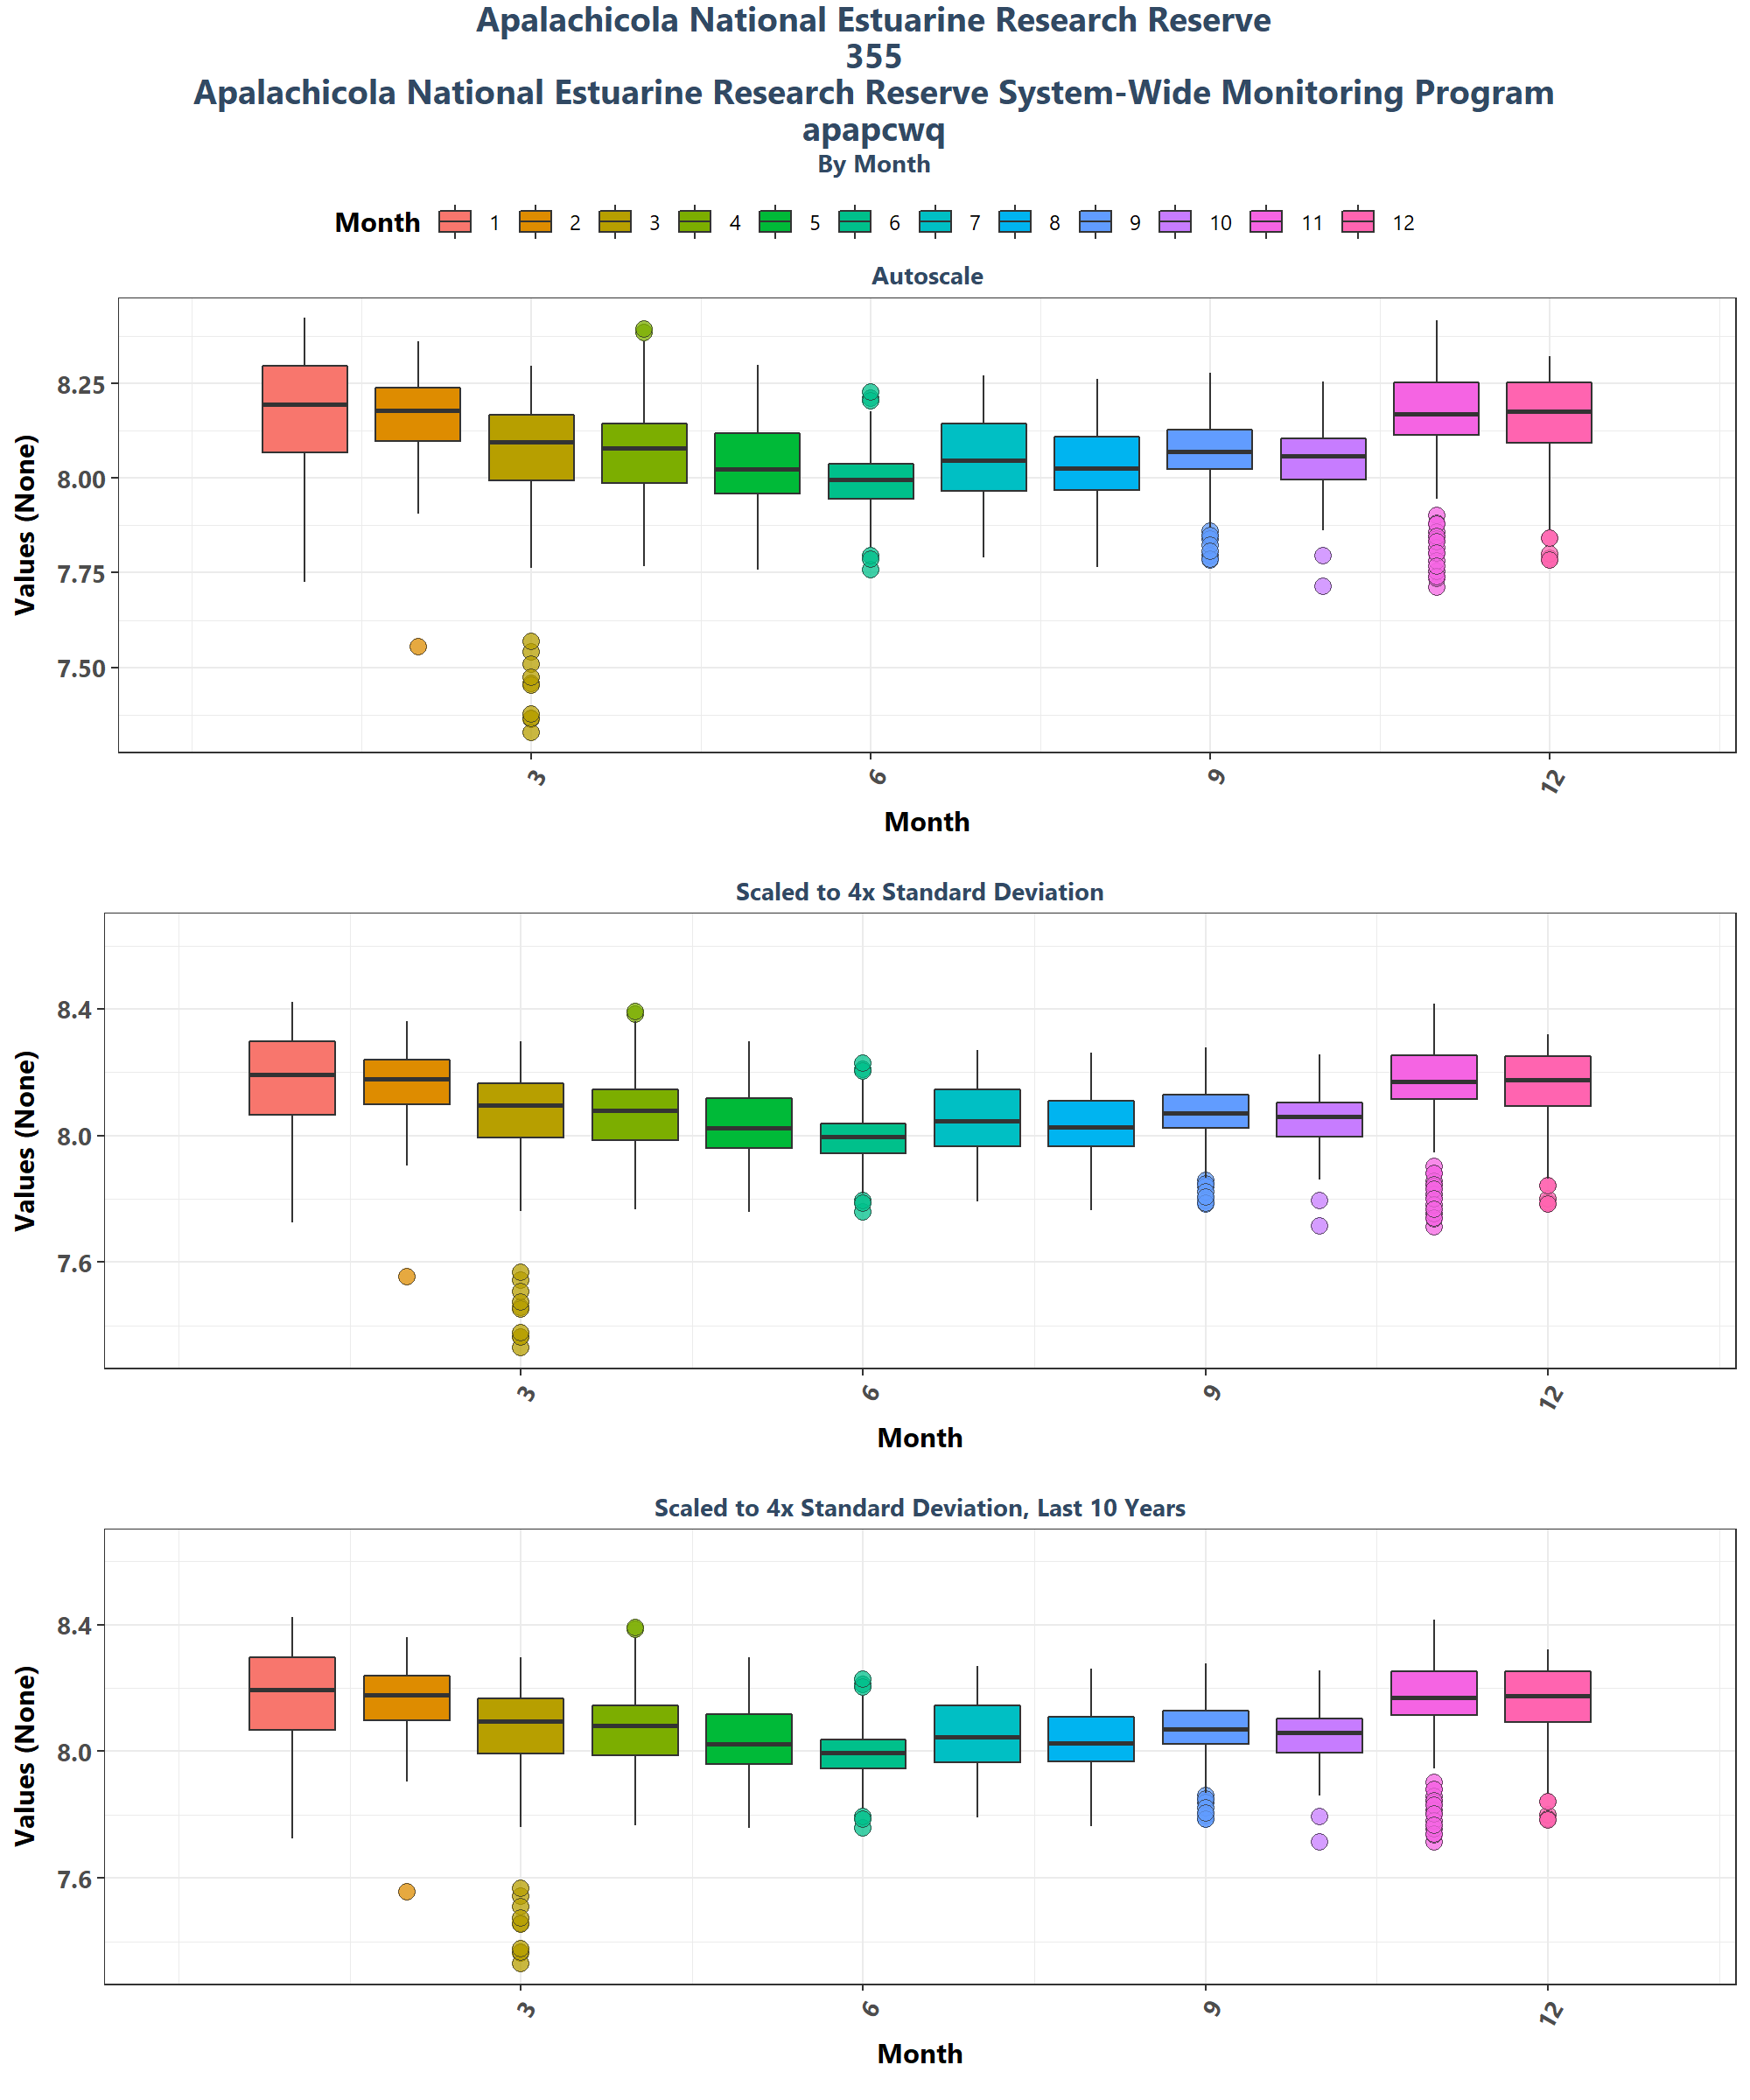 Apalachicola National Estuarine Research Reserve
355
Apalachicola National Estuarine Research Reserve System-Wide Monitoring Program
apapcwq
By Month
Month 1 2 3 4 5 6 7 8 9 10 11 12
Autoscale
Values (None)
8.25
8.00
7.75
7.50
3 6 9 12
Month
Scaled to 4x Standard Deviation
Values (None)
8.4
8.0
7.6
3 6 9 12
Month
Scaled to 4x Standard Deviation, Last 10 Years
Values (None)
8.4
8.0
7.6
3 6 9 12
Month